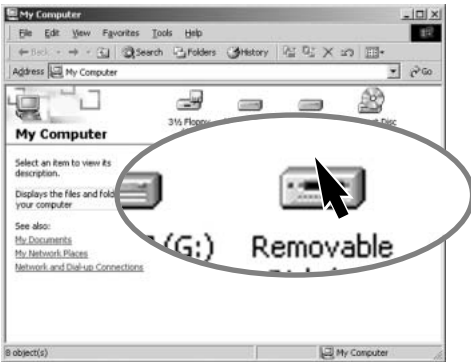 My Computer
File Edit View Favorites Tools Help
Back Search Folders History
Address My Computer Go
3½ Floppy
Disc
My Computer
Select an item to view its
description.
Displays the files and fold
your computer
See also:
My Documents
My Network Places
Network and Dial-up Connections
(G:) Removable
8 object(s) My Computer